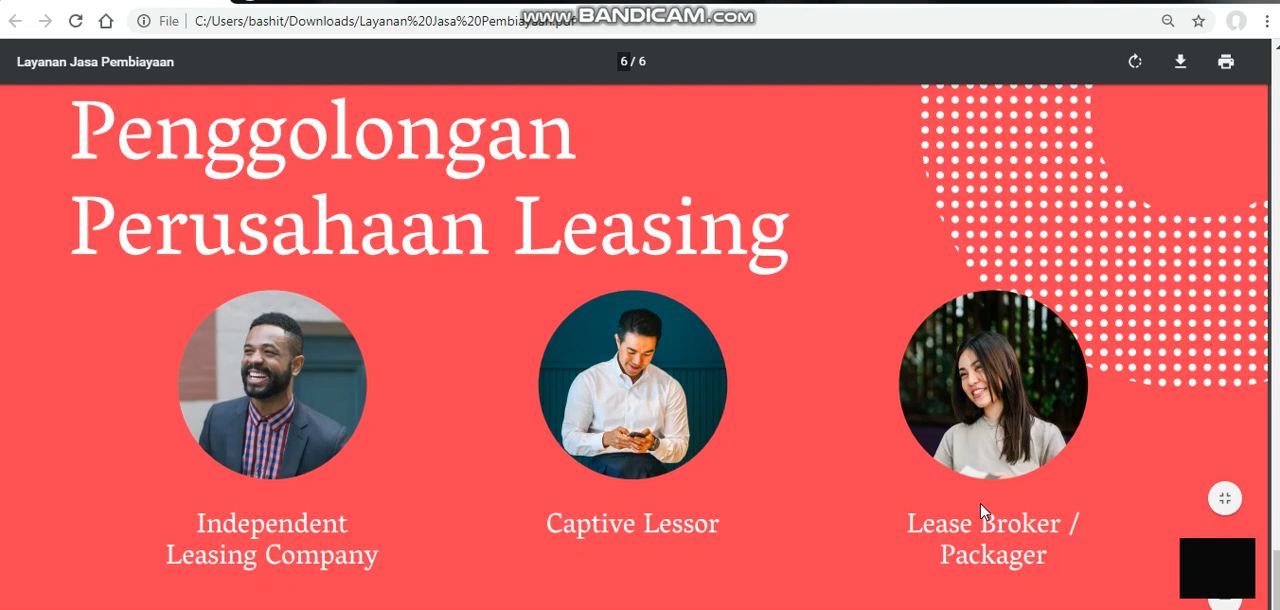 www.BANDICAM.com
File
C:/Users/bashit/Downloads/Layanan%20Jasa%20Pembiayaan.pdf
Layanan Jasa Pembiayaan
6 / 6
Penggolongan
Perusahaan Leasing
Independent
Leasing Company
Captive Lessor
Lease Broker /
Packager